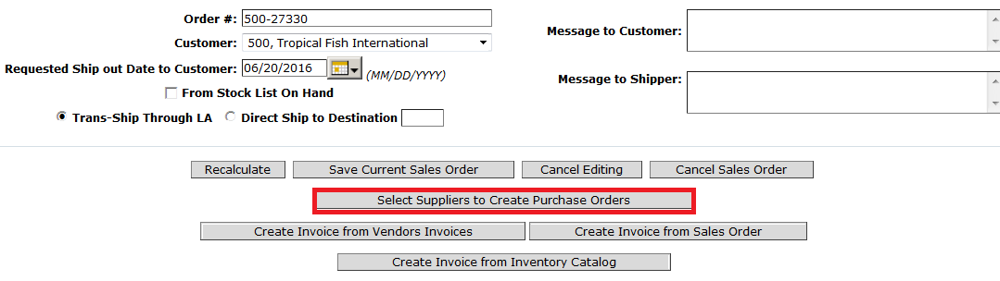 Order #: 500-27330
Customer: 500, Tropical Fish International
Requested Ship out Date to Customer: 06/20/2016 (MM/DD/YYYY)
From Stock List On Hand
Trans-Ship Through LA Direct Ship to Destination
Message to Customer:
Message to Shipper:
Recalculate Save Current Sales Order Cancel Editing Cancel Sales Order
Select Suppliers to Create Purchase Orders
Create Invoice from Vendors Invoices Create Invoice from Sales Order
Create Invoice from Inventory Catalog